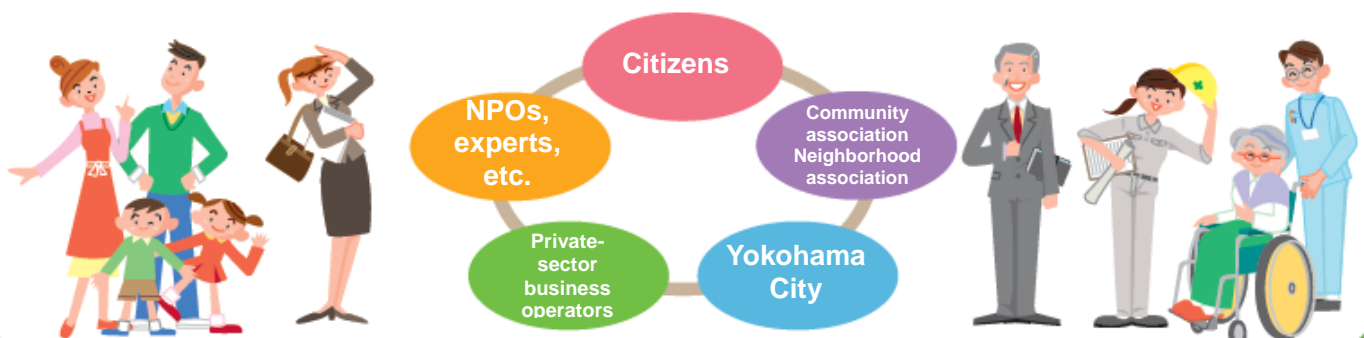 Citizens
NPOs,
experts,
etc.
Community
association
Neighborhood
association
Private-
sector
business
operators
Yokohama
City